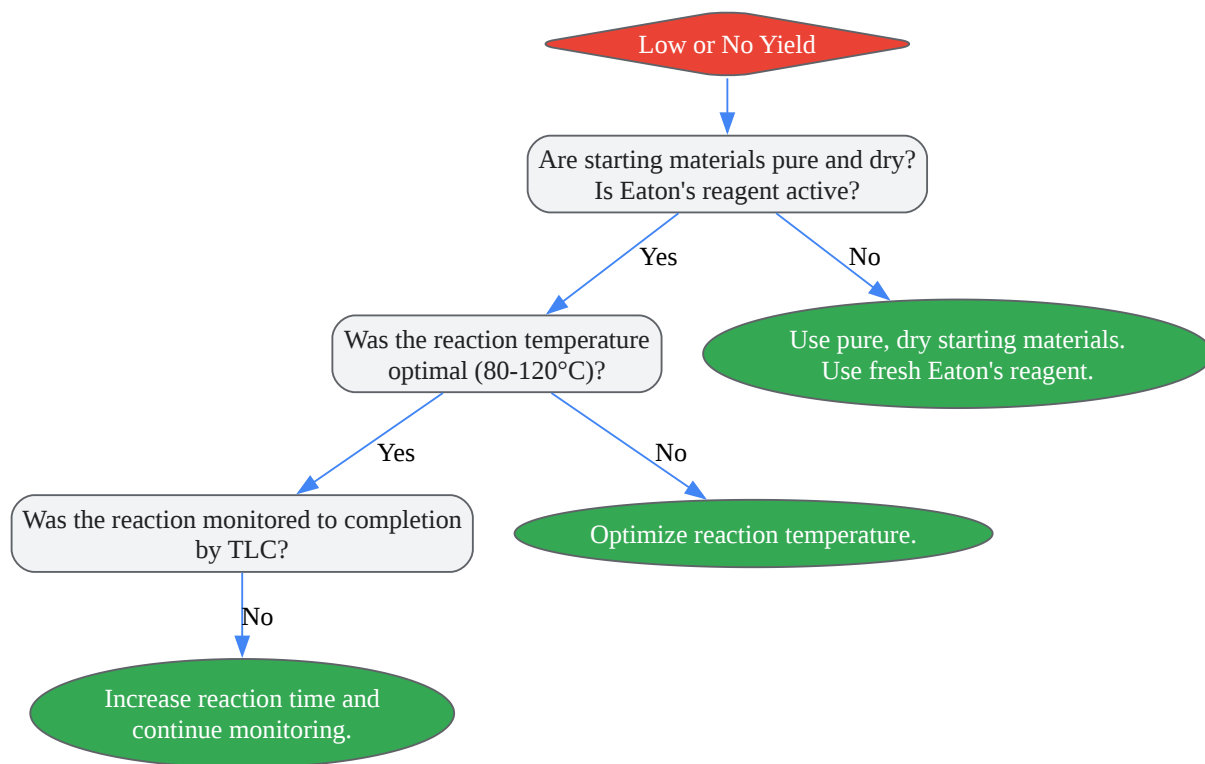 Low or No Yield
Are starting materials pure and dry?
Is Eaton's reagent active?
Yes
No
Was the reaction temperature
optimal (80-120°C)?
Use pure, dry starting materials.
Use fresh Eaton's reagent.
Yes
No
Was the reaction monitored to completion
by TLC?
Optimize reaction temperature.
No
Increase reaction time and
continue monitoring.